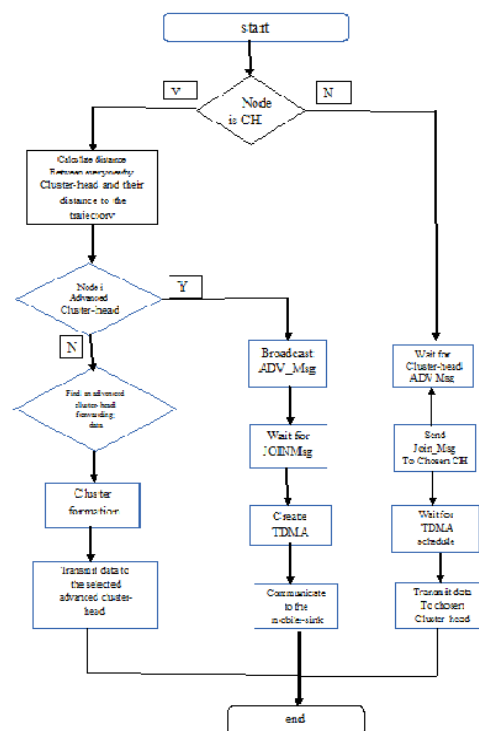 start
Y
N
Node
is CH
Calculate distance
Between
Cluster-head and their
distance to the
trajectory
Node i
Advanced
Cluster-head
Y
N
Find an advanced
cluster-head
forwarding
data
Broadcast
ADV_Msg
Wait for
Cluster-head
ADV Msg
Wait for
JOINMsg
Send
Join_Msg
To Chosen CH
Cluster
formation
Create
TDMA
Wait for
TDMA
schedule
Transmit data to
the selected
advanced cluster-
head
Communicate
to the
mobile-sink
Transmit data
To chosen
Cluster-head
end